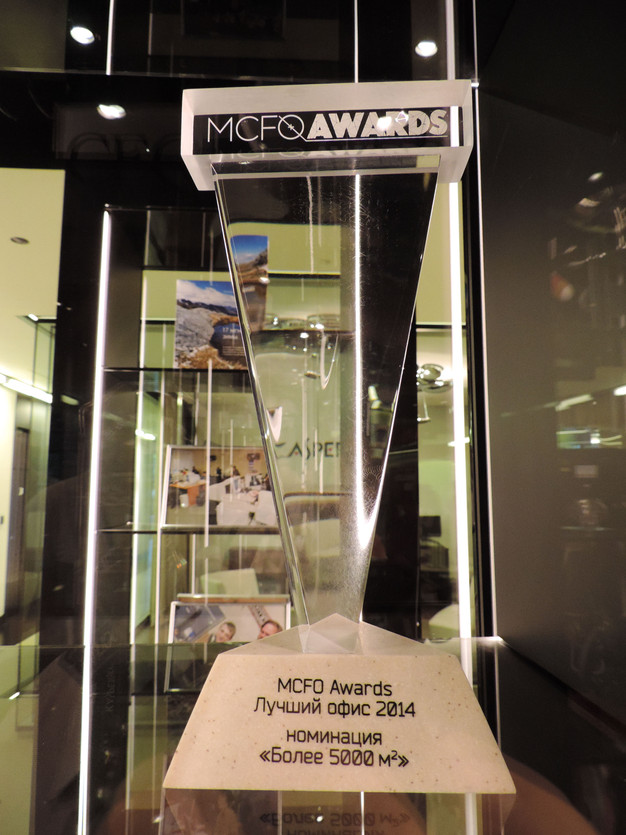 MCFO AWARDS
MCFO Awards
Лучший офис 2014
номинация
«Более 5000 м²»